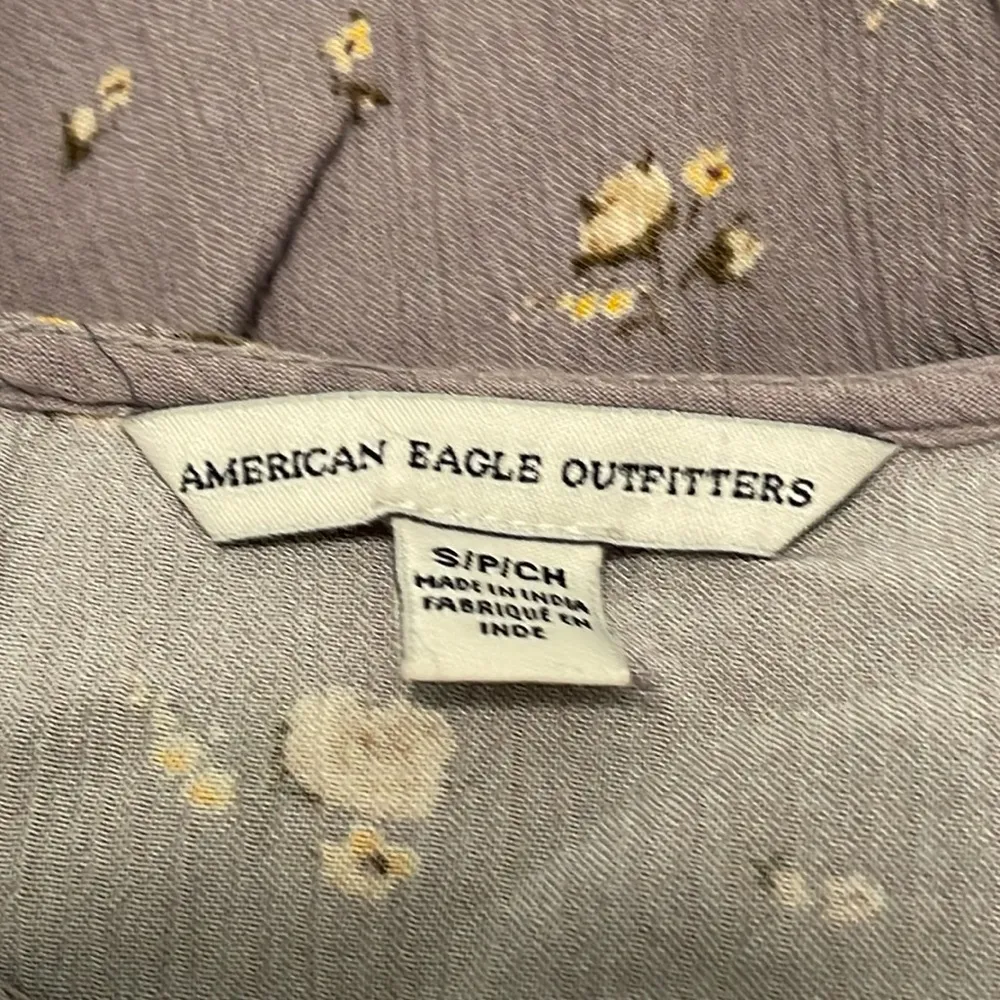 AMERICAN EAGLE OUTFITTERS
S/P/CH
MADE IN INDIA
FABRIQUÉ EN
INDE